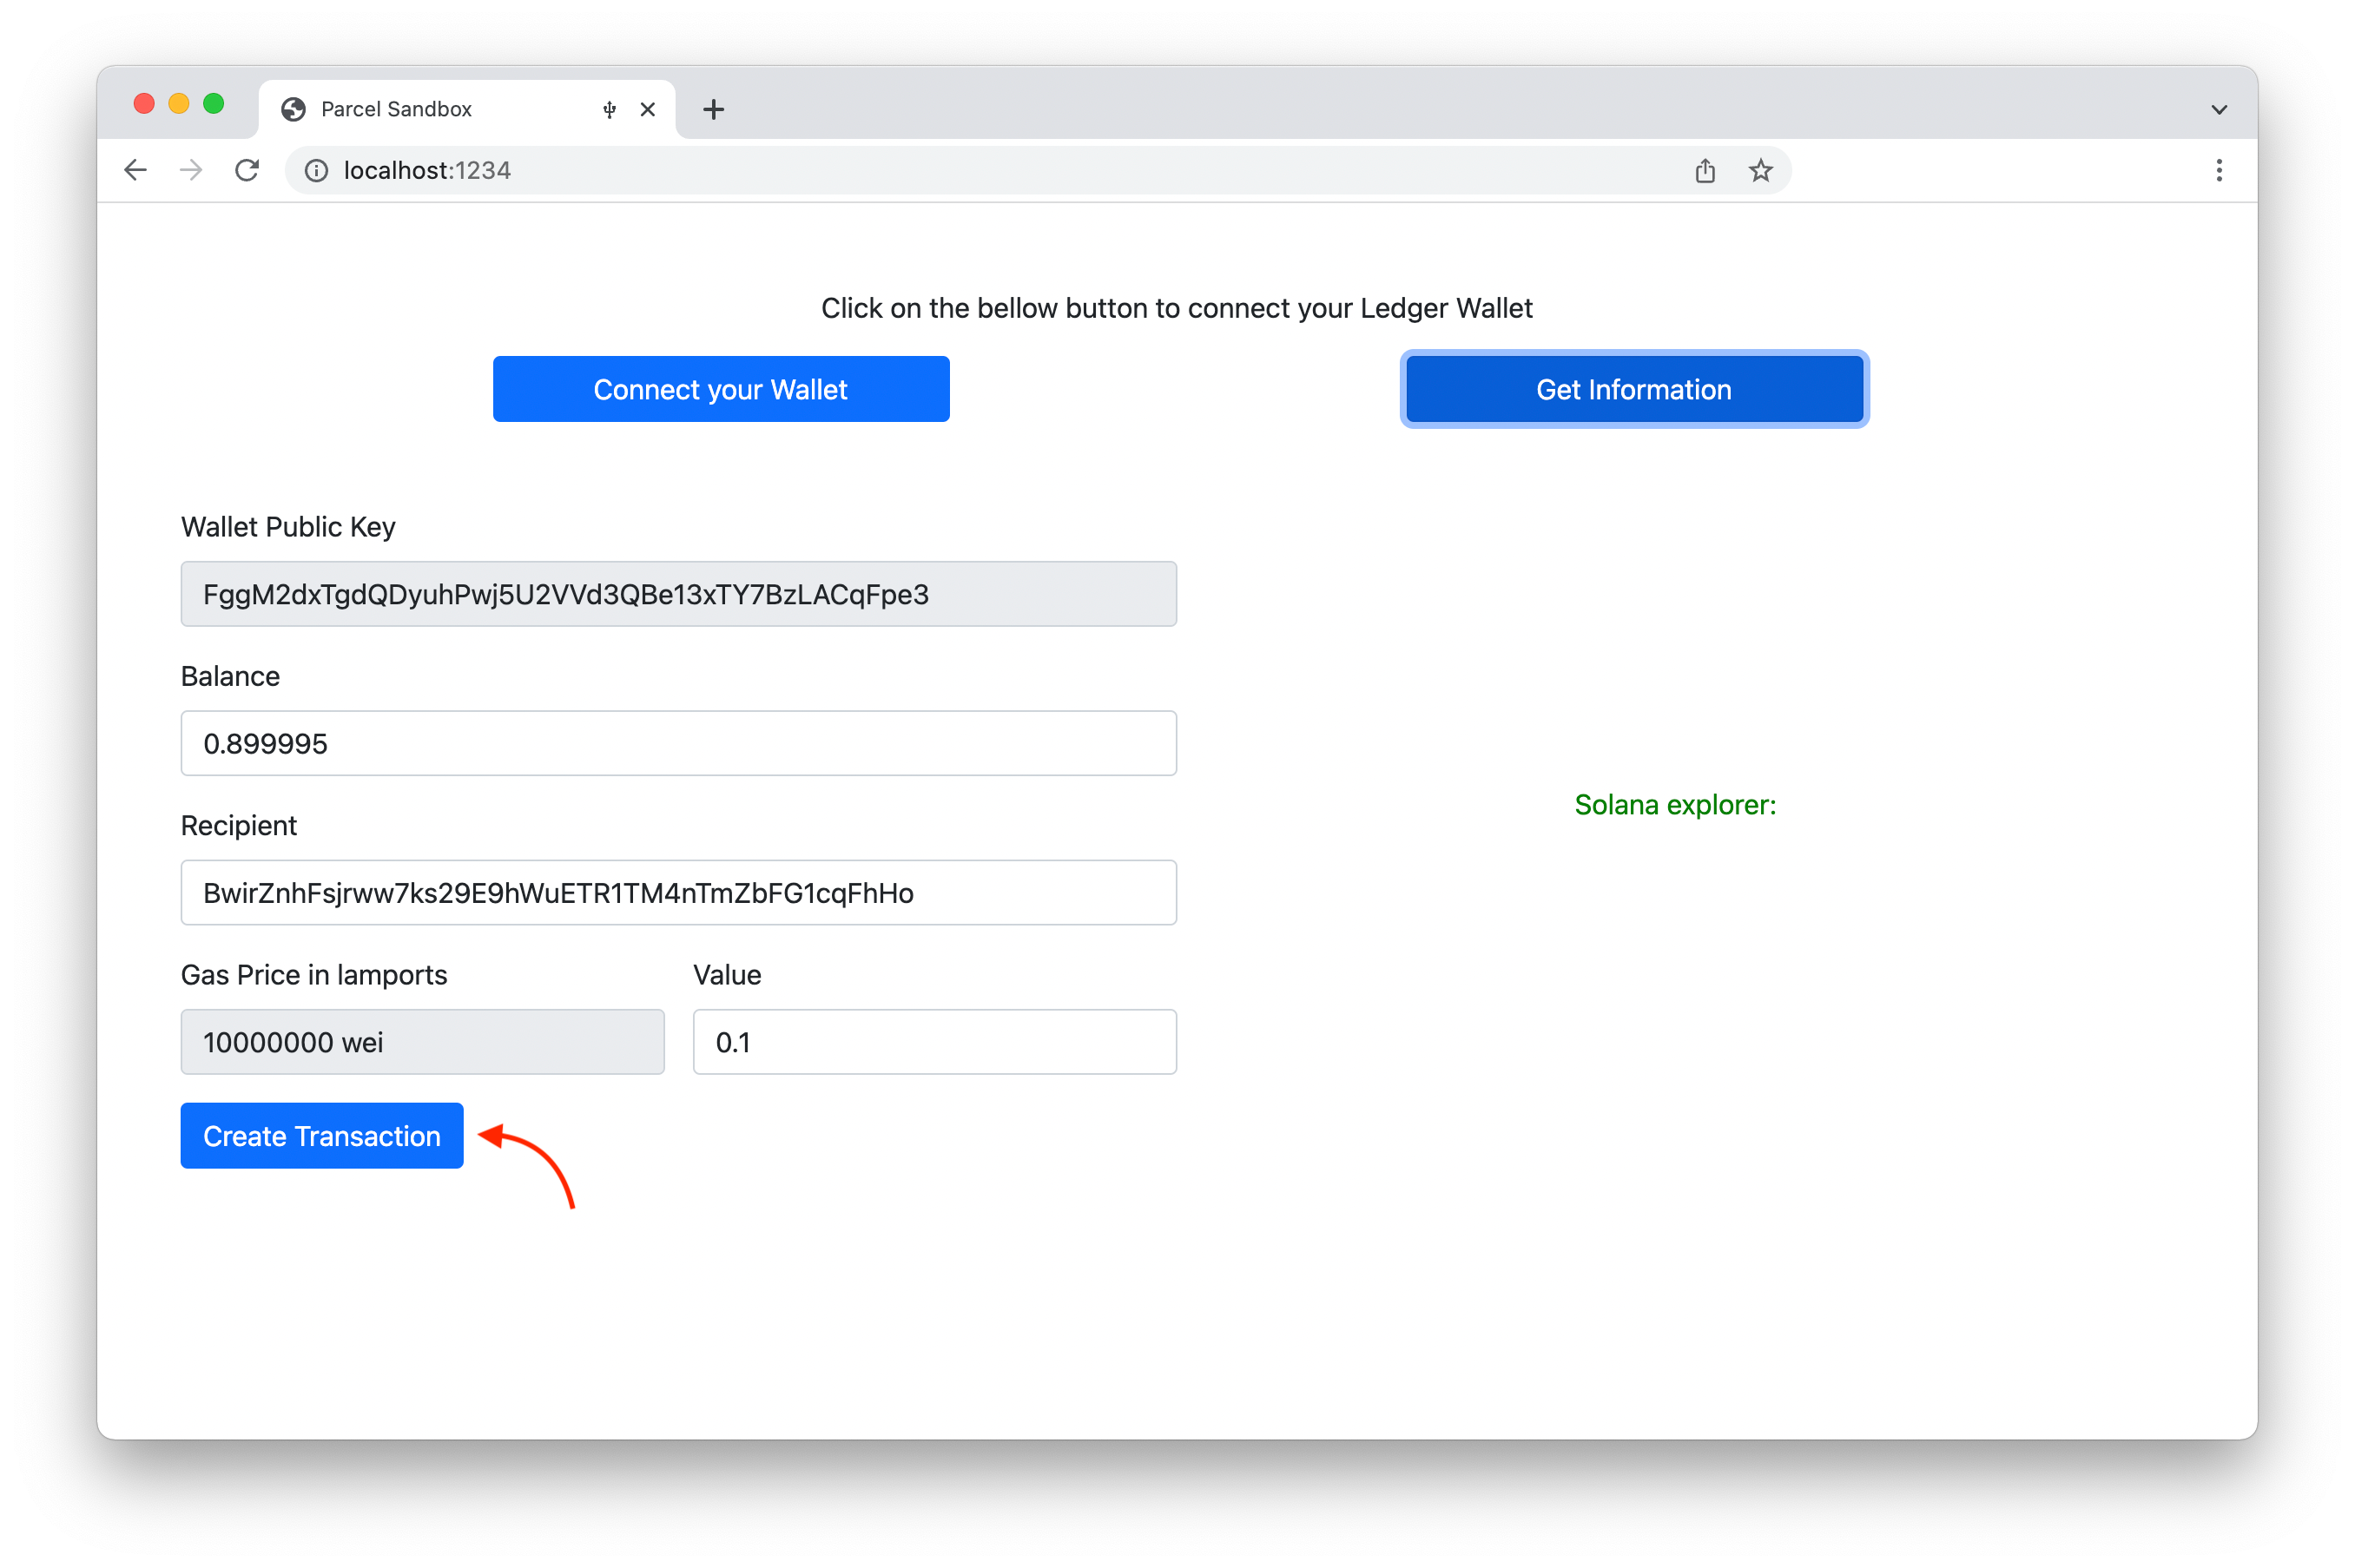 Parcel Sandbox
localhost:1234
Click on the bellow button to connect your Ledger Wallet
Connect your Wallet
Get Information
Wallet Public Key
FggM2dxTgdQDyuhPwj5U2VVd3QBe13xTY7BzLACqFpe3
Balance
0.899995
Solana explorer:
Recipient
BwirZnhFsjrww7ks29E9hWuETR1TM4nTmZbFG1cqFhHo
Gas Price in lamports
Value
10000000 wei
0.1
Create Transaction